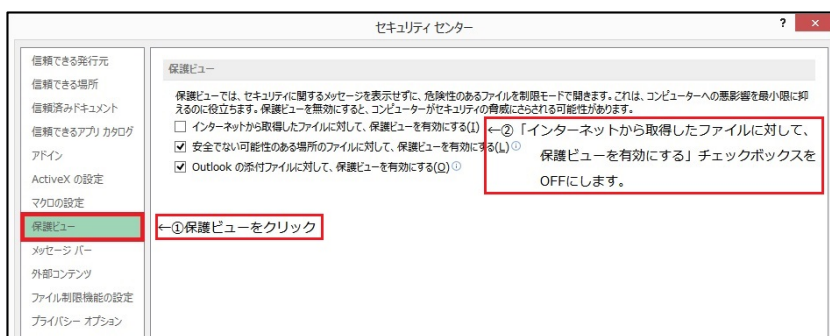 セキュリティ センター
? ×
信頼できる発行元
信頼できる場所
信頼済みドキュメント
信頼できるアプリ カタログ
アドイン
ActiveX の設定
マクロの設定
保護ビュー
メッセージ バー
外部コンテンツ
ファイル制限機能の設定
プライバシー オプション
保護ビュー
保護ビューでは、セキュリティに関するメッセージを表示せずに、危険性のあるファイルを制限モードで開きます。これは、コンピューターへの悪影響を最小限に抑
えるのに役立ちます。保護ビューを無効にすると、コンピューターがセキュリティの脅威にさらされる可能性があります。
インターネットから取得したファイルに対して、保護ビューを有効にする(I)
安全でない可能性のある場所のファイルに対して、保護ビューを有効にする(L)
Outlook の添付ファイルに対して、保護ビューを有効にする(O)
←②「インターネットから取得したファイルに対して、
保護ビューを有効にする」チェックボックスを
OFFにします。
←①保護ビューをクリック